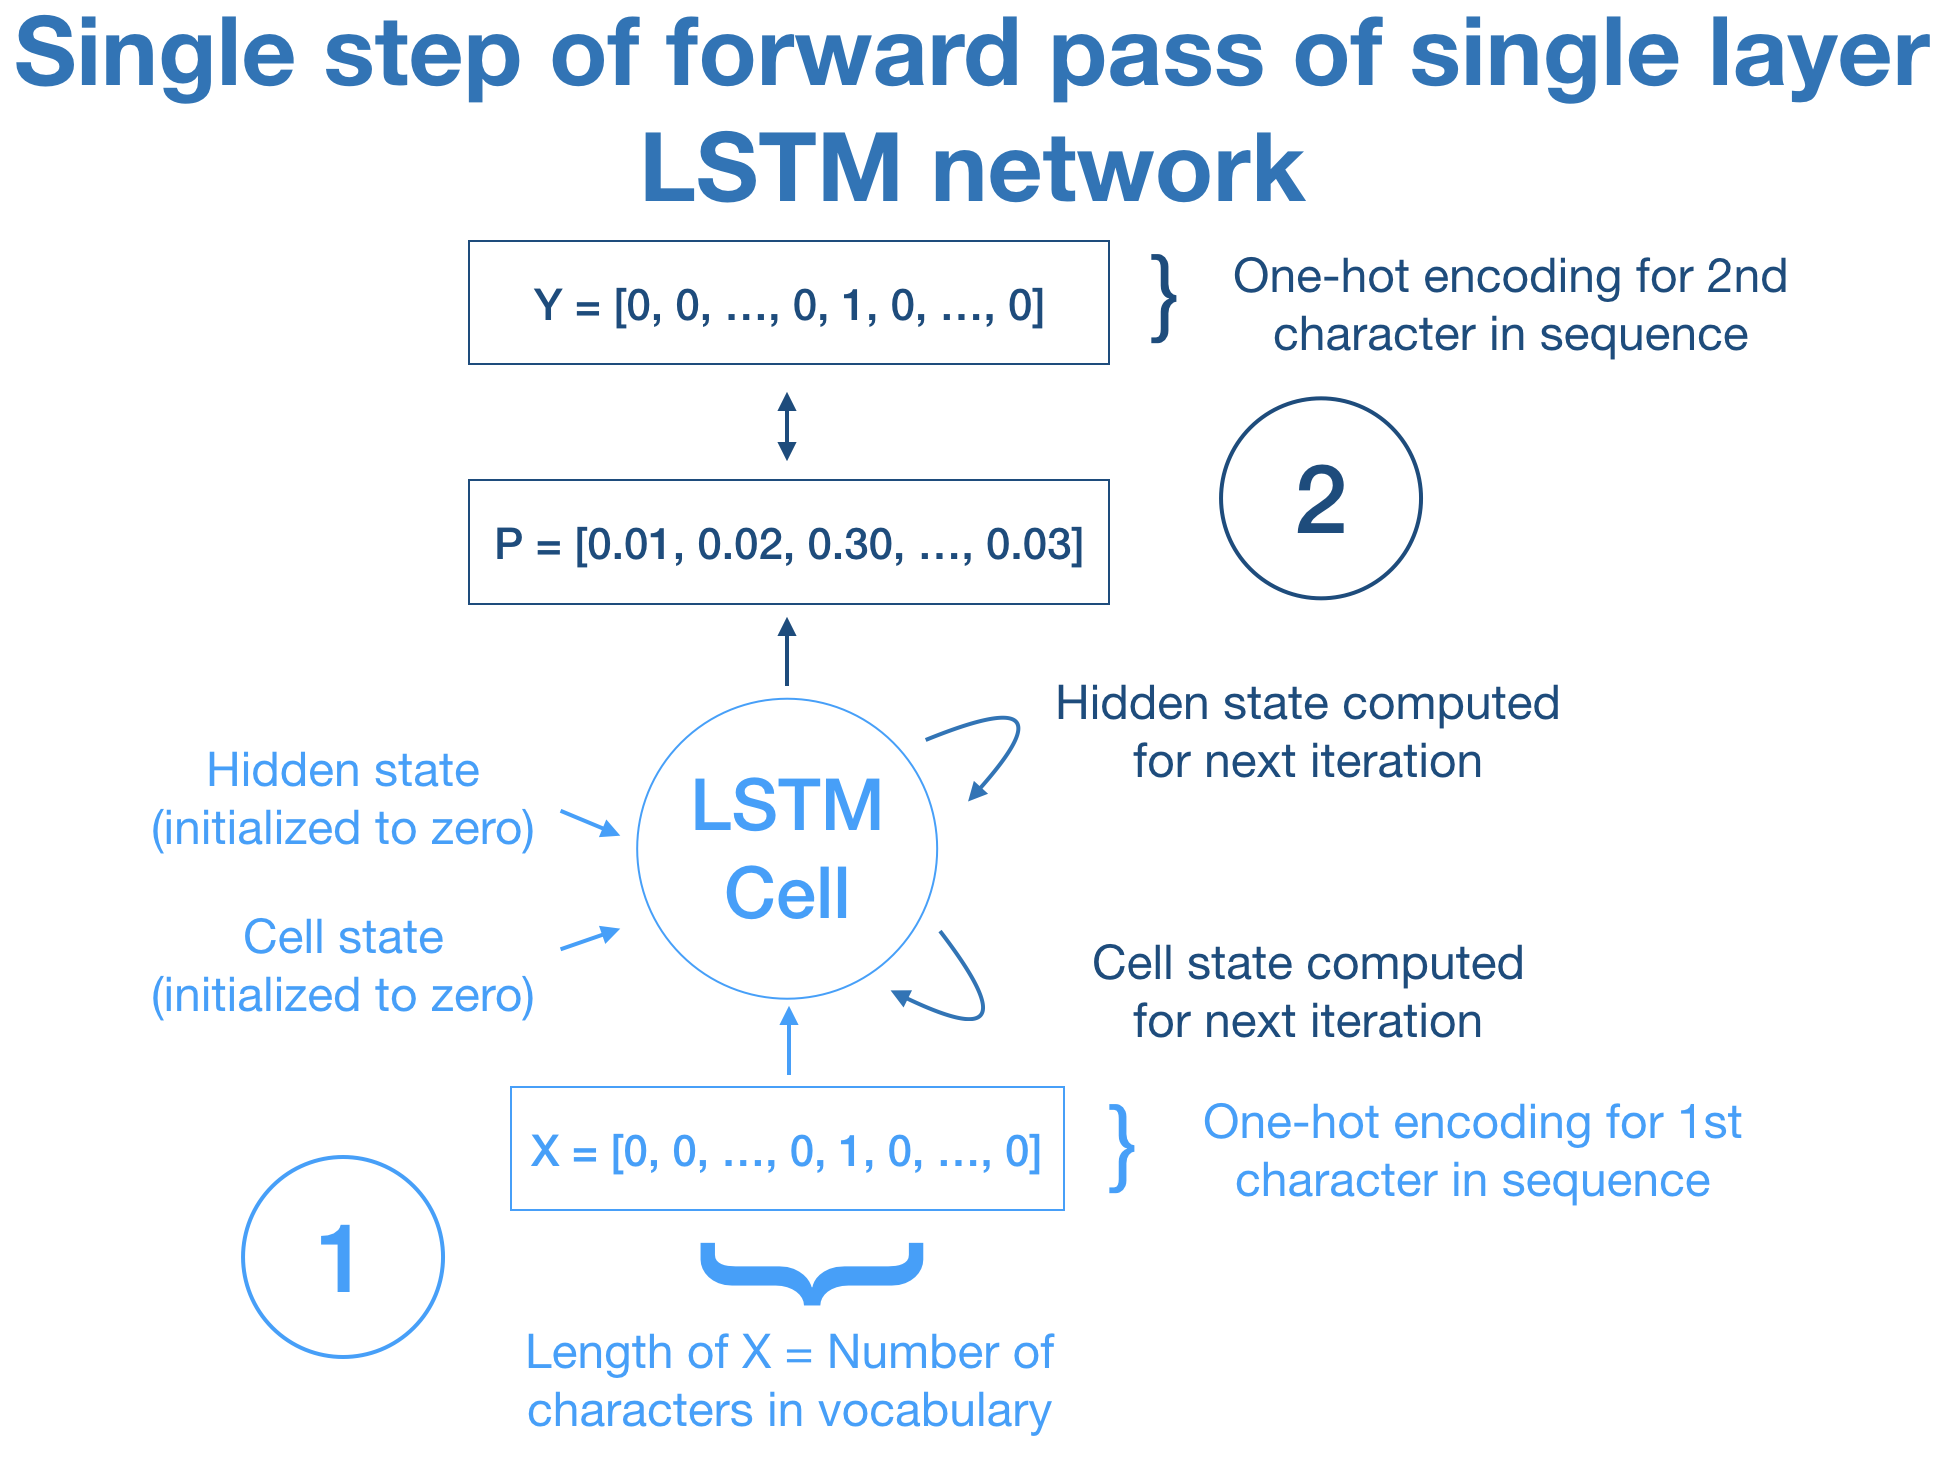 Single step of forward pass of single layer
LSTM network
Y = [0, 0, …, 0, 1, 0, …, 0]
}
One-hot encoding for 2nd
character in sequence
2
P = [0.01, 0.02, 0.30, …, 0.03]
Hidden state computed
for next iteration
Hidden state
(initialized to zero)
LSTM
Cell
Cell state
(initialized to zero)
Cell state computed
for next iteration
X = [0, 0, …, 0, 1, 0, …, 0]
}
One-hot encoding for 1st
character in sequence
1
}
Length of X = Number of
characters in vocabulary